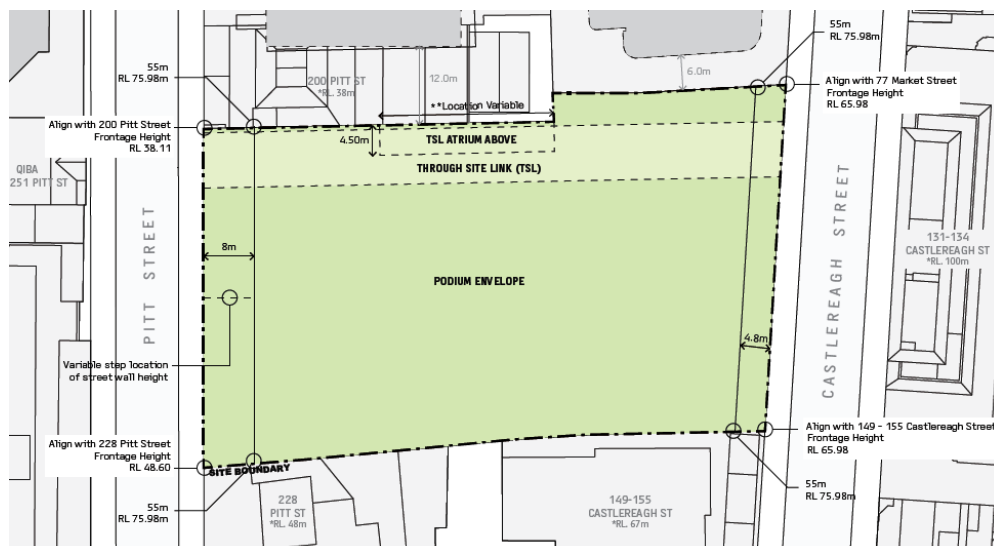 55m
RL 75.98m
55m
RL 75.98m
200 PITT ST
*RL. 38m
12.0m
6.0m
Align with 77 Market Street
Frontage Height
RL 65.98
**Location Variable
Align with 200 Pitt Street
Frontage Height
RL 38.11
4.50m
TSL ATRIUM ABOVE
THROUGH SITE LINK (TSL)
QIBA
251 PITT ST
PITT STREET
CASTLEREAGH STREET
131-134
CASTLEREAGH ST
*RL. 100m
8m
PODIUM ENVELOPE
4.8m
Variable step location
of street wall height
Align with 228 Pitt Street
Frontage Height
RL 48.60
Align with 149 - 155 Castlereagh Street
Frontage Height
RL 65.98
SITE BOUNDARY
55m
RL 75.98m
228
PITT ST
*RL. 48m
149-155
CASTLEREAGH ST
*RL. 67m
55m
RL 75.98m